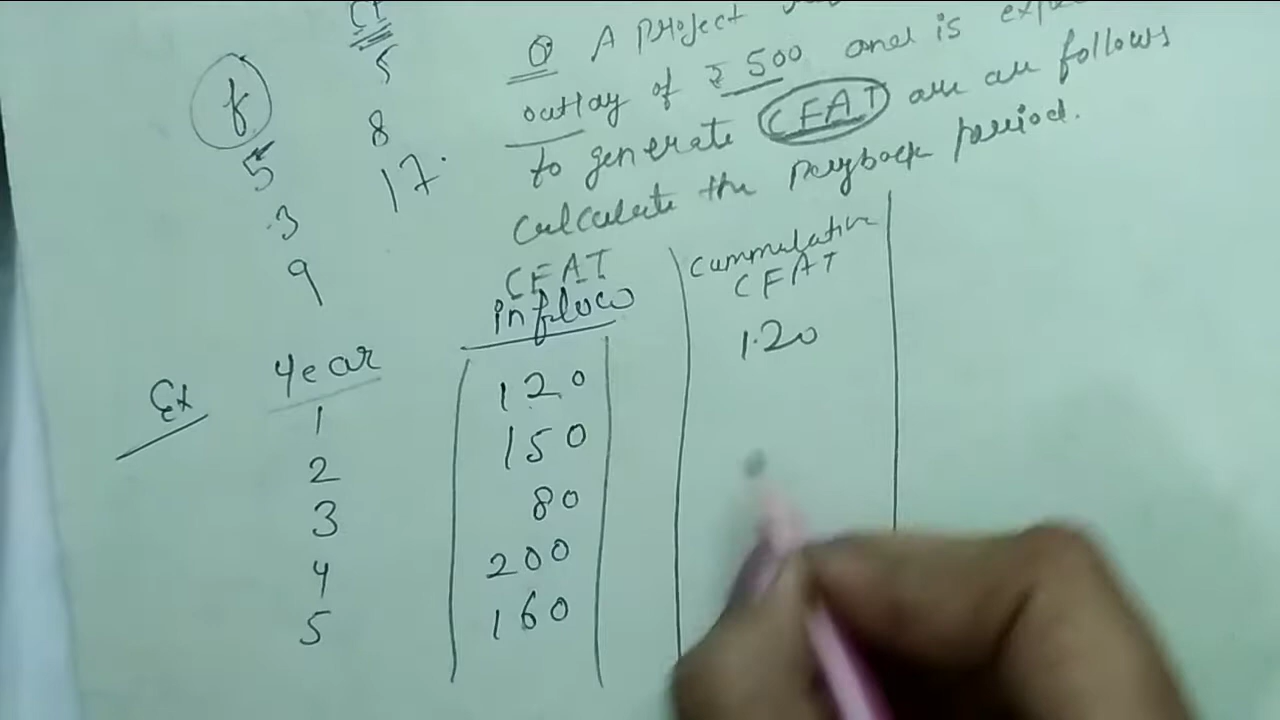 f
CF
5
5
3
8
9
17.
Q A Project
outlay of ₹ 500 and is
to generate CFAT are as follows
Calculate the payback period.
Ex
Year
CFAT inflow
Cummulative CFAT
1 120 120
2 150
3 80
4 200
5 160